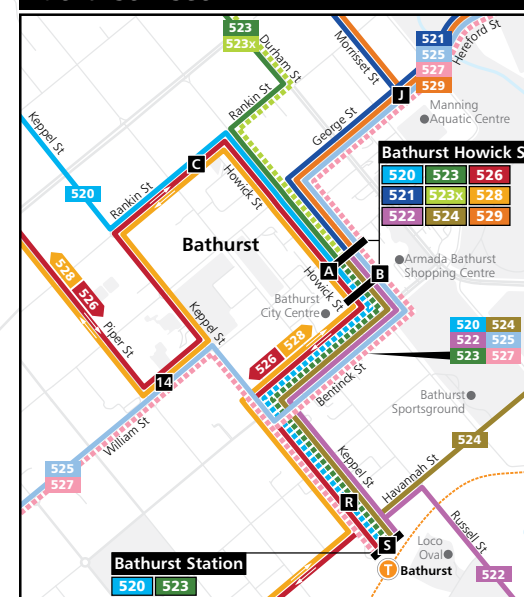 523
523x
Durham St
Morrisset St
521
525
527
529
Hereford St
J
Manning
Aquatic Centre
Keppel St
Rankin St
George St
C
Bathurst Howick S
520 523 526
521 523x 528
522 524 529
520
Rankin St
Howick St
Bathurst
A
B
Armada Bathurst
Shopping Centre
528
526
Howick St
Bathurst
City Centre
Piper St
Keppel St
526 528
520 524
522 525
523 527
14
Bentinck St
Bathurst
Sportsground
William St
524
525
527
Keppel St
Havannah St
R
Russell St
S
Loco
Oval
Bathurst Station
T Bathurst
520 523
522